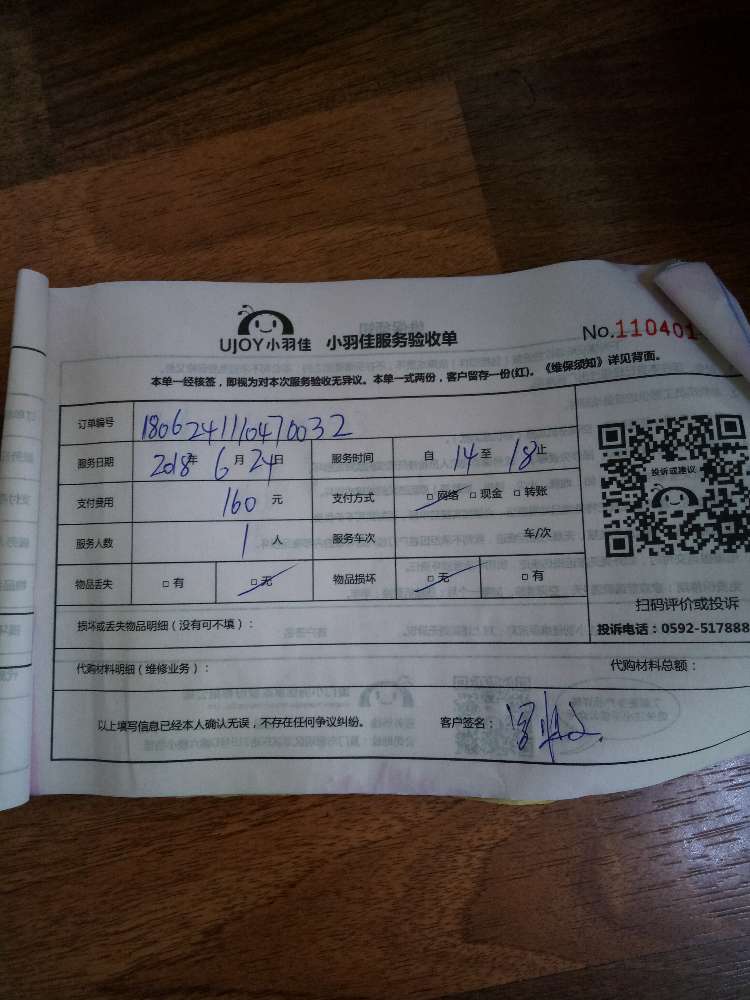 UJOY小羽佳 小羽佳服务验收单 No.110401
本单一经核签，即视为对本次服务验收无异议。本单一式两份，客户留存一份(红)。《维保须知》详见背面。
订单编号 1806241110470032
服务日期 2018年 6月24日 服务时间 自 14 至 18 止
支付费用 160 元 支付方式 □网络 □现金 □转账
服务人数 1 人 服务车次 车/次
物品丢失 □有 □无 物品损坏 □无 □有
损坏或丢失物品明细（没有可不填）：
代购材料明细（维修业务）： 代购材料总额：
以上填写信息已经本人确认无误，不存在任何争议纠纷。 客户签名：
投诉或建议
扫码评价或投诉
投诉电话：0592-517888